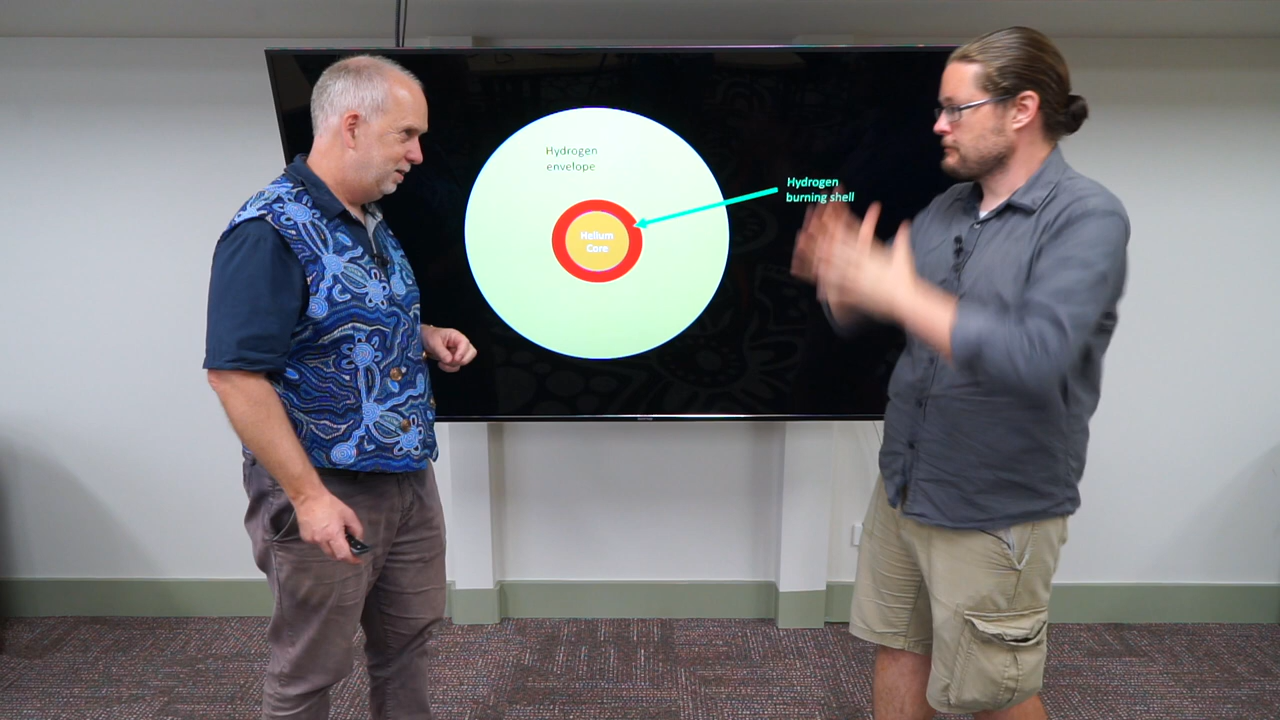 Hydrogen
envelope
Hydrogen
burning shell
Helium
Core